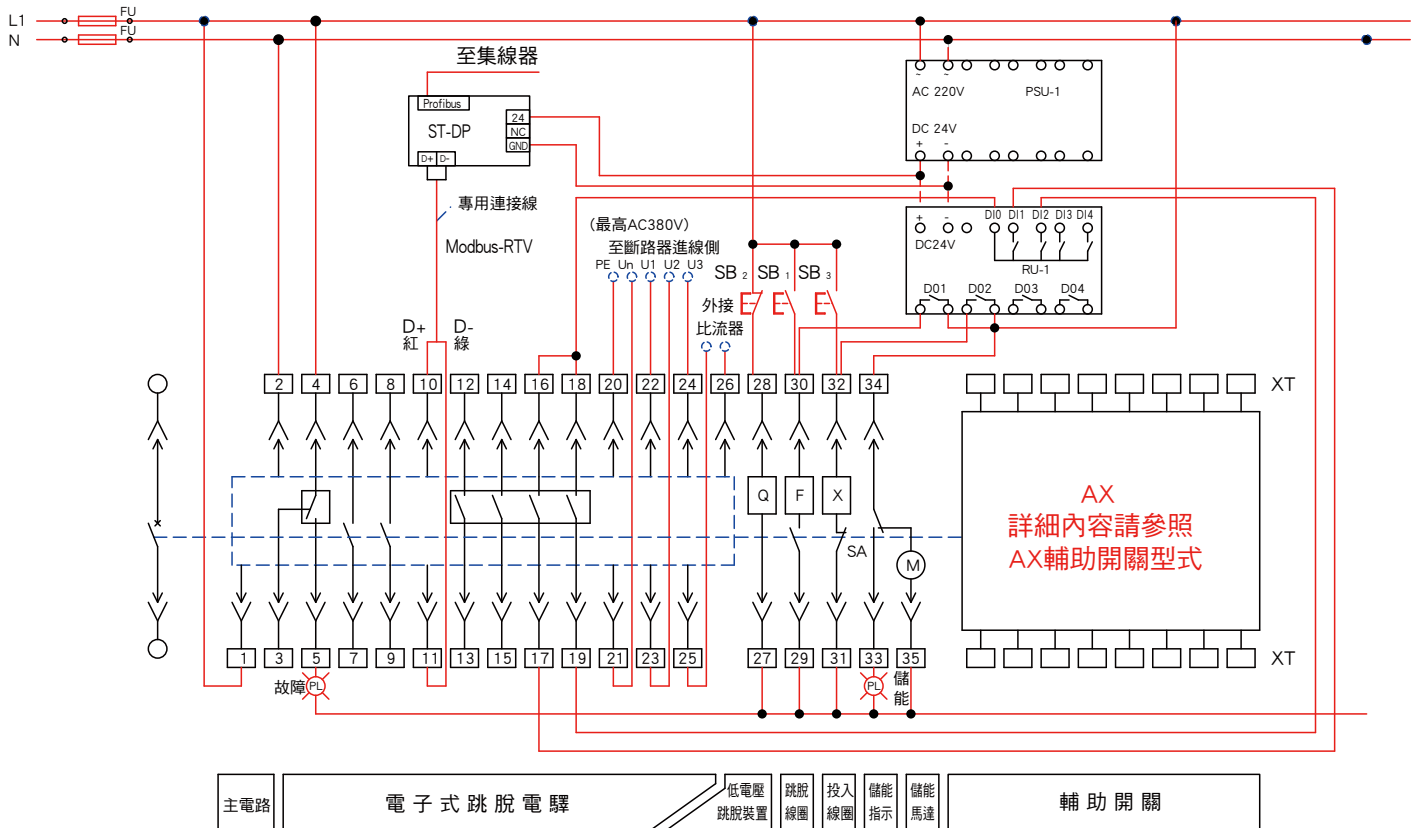 L1
FU
N
FU
至集線器
Profibus
ST-DP
24
NC
GND
D+ D-
專用連接線
Modbus-RTV
~ ~
AC 220V PSU-1
DC 24V
+ -
+ -
DC24V
DI0 DI1 DI2 DI3 DI4
RU-1
D01 D02 D03 D04
(最高AC380V)
至斷路器進線側
PE Un U1 U2 U3
SB 2 SB 1 SB 3
外接
比流器
D+ D-
紅 綠
2 4 6 8 10 12 14 16 18 20 22 24 26 28 30 32 34
XT
Q F X
SA
M
AX
詳細內容請參照
AX輔助開關型式
1 3 5 7 9 11 13 15 17 19 21 23 25 27 29 31 33 35
XT
故障 PL
PL 儲能
主電路
電子式跳脫電驛
低電壓
跳脫裝置
跳脫
線圈
投入
線圈
儲能
指示
儲能
馬達
輔助開關